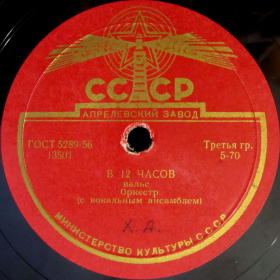 СССР
АПРЕЛЕВСКИЙ ЗАВОД
ГОСТ 5289-56
13501
Третья гр.
5-70
В 12 ЧАСОВ
вальс
Оркестр
(с вокальным ансамблем)
Х. А.
МИНИСТЕРСТВО КУЛЬТУРЫ СССР